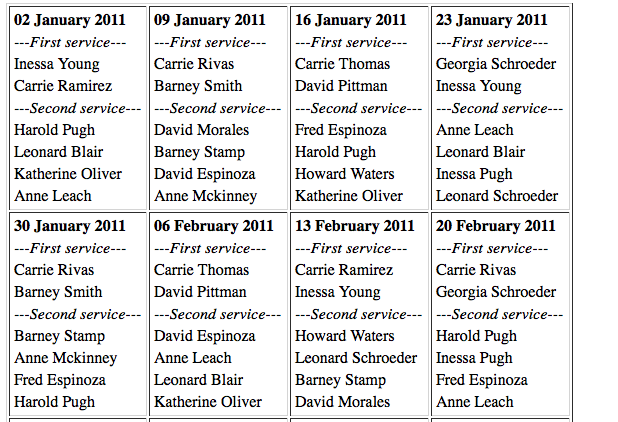 02 January 2011
---First service---
Inessa Young
Carrie Ramirez
---Second service---
Harold Pugh
Leonard Blair
Katherine Oliver
Anne Leach
09 January 2011
---First service---
Carrie Rivas
Barney Smith
---Second service---
David Morales
Barney Stamp
David Espinoza
Anne Mckinney
16 January 2011
---First service---
Carrie Thomas
David Pittman
---Second service---
Fred Espinoza
Harold Pugh
Howard Waters
Katherine Oliver
23 January 2011
---First service---
Georgia Schroeder
Inessa Young
---Second service---
Anne Leach
Leonard Blair
Inessa Pugh
Leonard Schroeder
30 January 2011
---First service---
Carrie Rivas
Barney Smith
---Second service---
Barney Stamp
Anne Mckinney
Fred Espinoza
Harold Pugh
06 February 2011
---First service---
Carrie Thomas
David Pittman
---Second service---
David Espinoza
Anne Leach
Leonard Blair
Katherine Oliver
13 February 2011
---First service---
Carrie Ramirez
Inessa Young
---Second service---
Howard Waters
Leonard Schroeder
Barney Stamp
David Morales
20 February 2011
---First service---
Carrie Rivas
Georgia Schroeder
---Second service---
Harold Pugh
Inessa Pugh
Fred Espinoza
Anne Leach